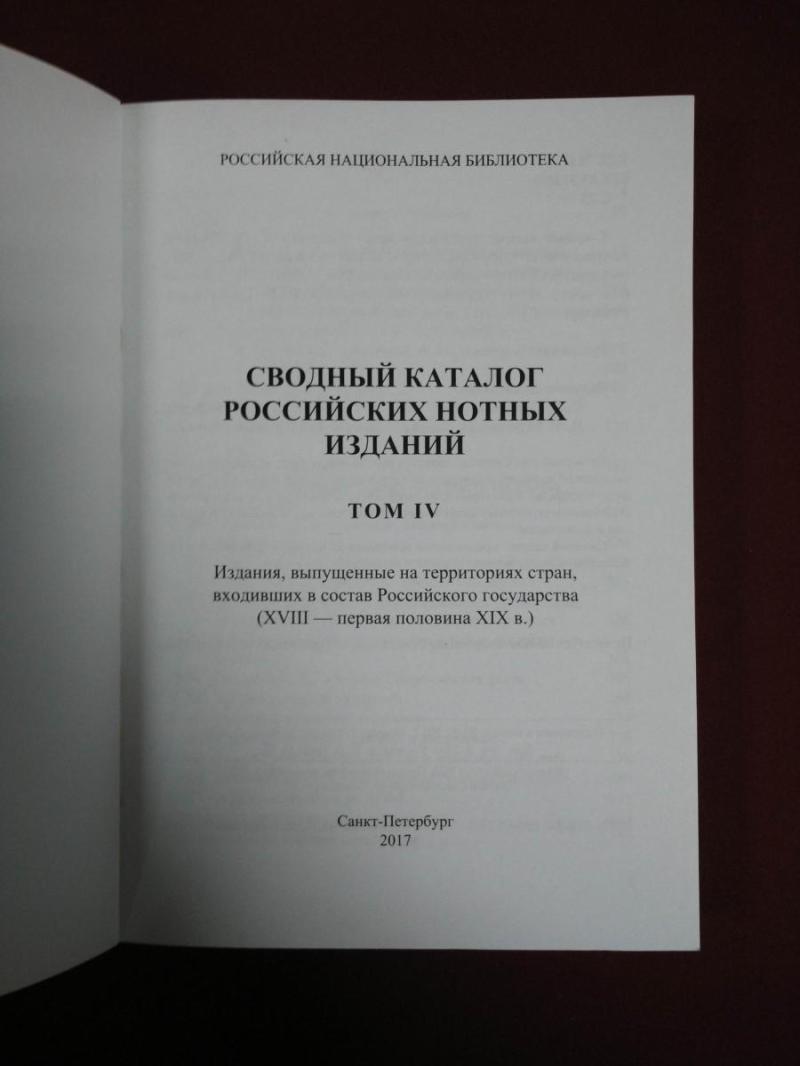 РОССИЙСКАЯ НАЦИОНАЛЬНАЯ БИБЛИОТЕКА
СВОДНЫЙ КАТАЛОГ
РОССИЙСКИХ НОТНЫХ
ИЗДАНИЙ
ТОМ IV
Издания, выпущенные на территориях стран,
входивших в состав Российского государства
(XVIII — первая половина XIX в.)
Санкт-Петербург
2017